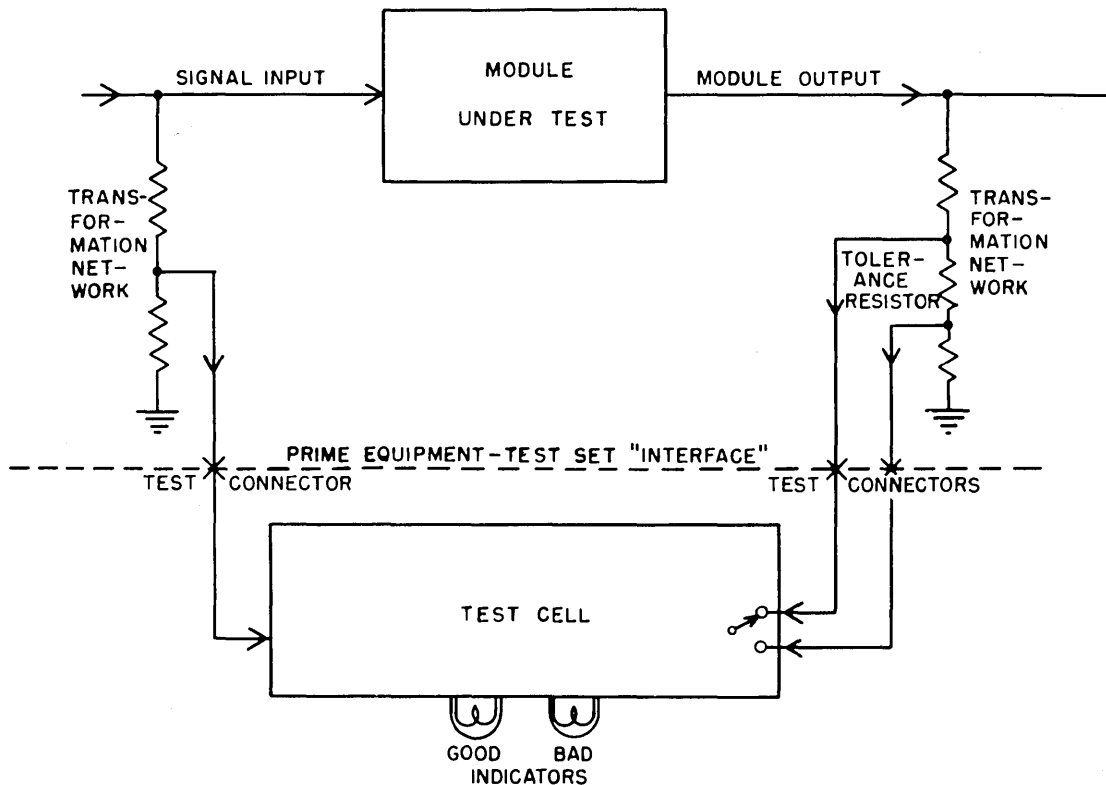 SIGNAL INPUT
MODULE
UNDER TEST
MODULE OUTPUT
TRANS-
FOR-
MATION
NET-
WORK
TOLER-
ANCE
RESISTOR
TRANS-
FOR-
MATION
NET-
WORK
PRIME EQUIPMENT-TEST SET "INTERFACE"
TEST CONNECTOR
TEST CONNECTORS
TEST CELL
GOOD
BAD
INDICATORS